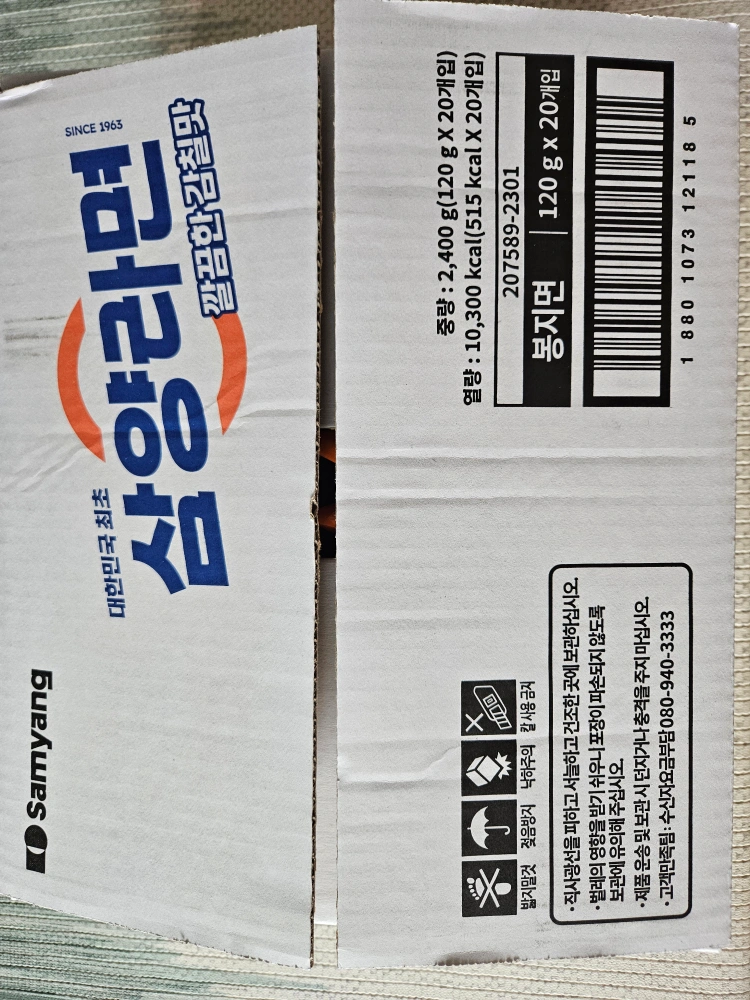 Samyang
SINCE 1963
대한민국 최초
삼양라면
깔끔한 감칠맛
중량 : 2,400 g(120 g X 20개입)
열량 : 10,300 kcal(515 kcal X 20개입)
207589-2301
봉지면 120 g x 20개입
1 880 1073 12118 5
밟지말것 젖음방지 낙하주의 칼 사용 금지
· 직사광선을 피하고 서늘하고 건조한 곳에 보관하십시오.
· 벌레의 영향을 받기 쉬우니 포장이 파손되지 않도록
보관에 유의해 주십시오.
· 제품 운송 및 보관 시 던지거나 충격을 주지 마십시오.
· 고객만족팀 : 수신자요금부담 080-940-3333